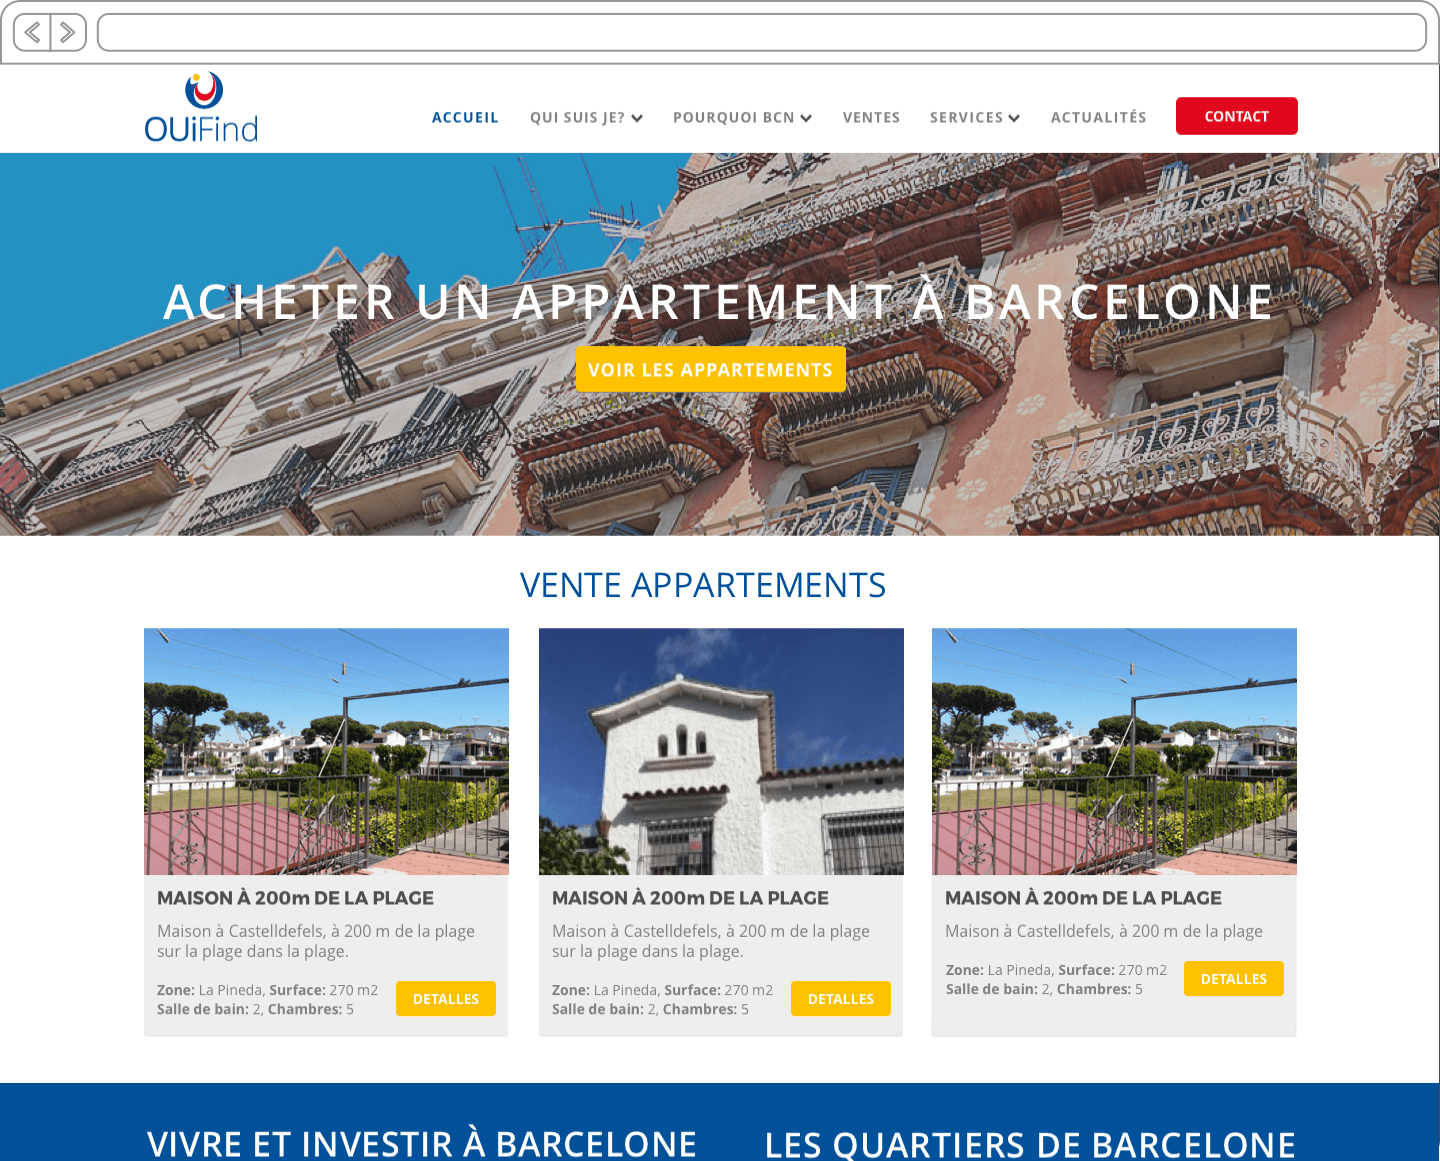 OUiFind
ACCUEIL QUI SUIS JE? POURQUOI BCN VENTES SERVICES ACTUALITÉS CONTACT
ACHETER UN APPARTEMENT À BARCELONE
VOIR LES APPARTEMENTS
VENTE APPARTEMENTS
MAISON À 200m DE LA PLAGE
Maison à Castelldefels, à 200 m de la plage
sur la plage dans la plage.
Zone: La Pineda, Surface: 270 m2
Salle de bain: 2, Chambres: 5
DETALLES
MAISON À 200m DE LA PLAGE
Maison à Castelldefels, à 200 m de la plage
sur la plage dans la plage.
Zone: La Pineda, Surface: 270 m2
Salle de bain: 2, Chambres: 5
DETALLES
MAISON À 200m DE LA PLAGE
Maison à Castelldefels, à 200 m de la plage
Zone: La Pineda, Surface: 270 m2
Salle de bain: 2, Chambres: 5
DETALLES
VIVRE ET INVESTIR À BARCELONE
LES QUARTIERS DE BARCELONE